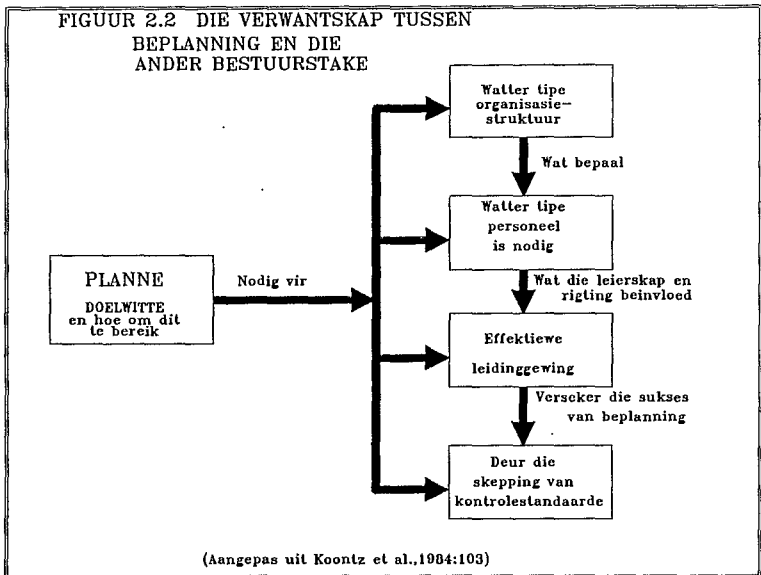 FIGUUR 2.2 DIE VERWANTSKAP TUSSEN
BEPLANNING EN DIE
ANDER BESTUURSTAKE
PLANNE
DOELWITTE
en hoe om dit
te bereik
Nodig vir
Watter tipe
organisasie-
struktuur
Wat bepaal
Watter tipe
personeel
is nodig
Wat die leierskap en
rigting beinvloed
Effektiewe
leidinggewing
Verseker die sukses
van beplanning
Deur die
skepping van
kontrolestandaarde
(Aangepas uit Koontz et al.,1984:103)